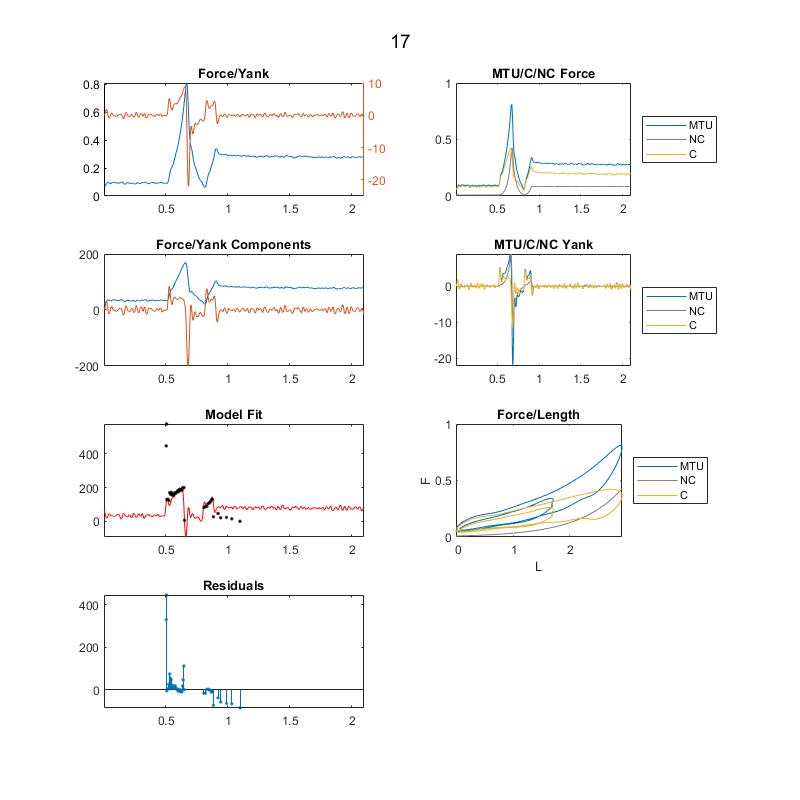 17
Force/Yank
0.8
0.6
0.4
0.2
0
10
0
-10
-20
0.5 1 1.5 2
MTU/C/NC Force
1
0.5
0
0.5 1 1.5 2
MTU
NC
C
Force/Yank Components
200
0
-200
0.5 1 1.5 2
MTU/C/NC Yank
0
-10
-20
0.5 1 1.5 2
MTU
NC
C
Model Fit
400
200
0
0.5 1 1.5 2
Force/Length
1
0.5
0
F
0 1 2
L
MTU
NC
C
Residuals
400
200
0
0.5 1 1.5 2